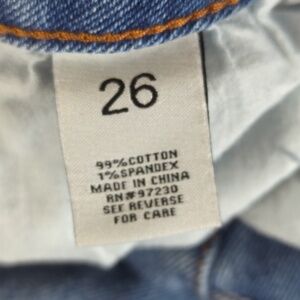 26
99%COTTON
1%SPANDEX
MADE IN CHINA
RN#97230
SEE REVERSE
FOR CARE